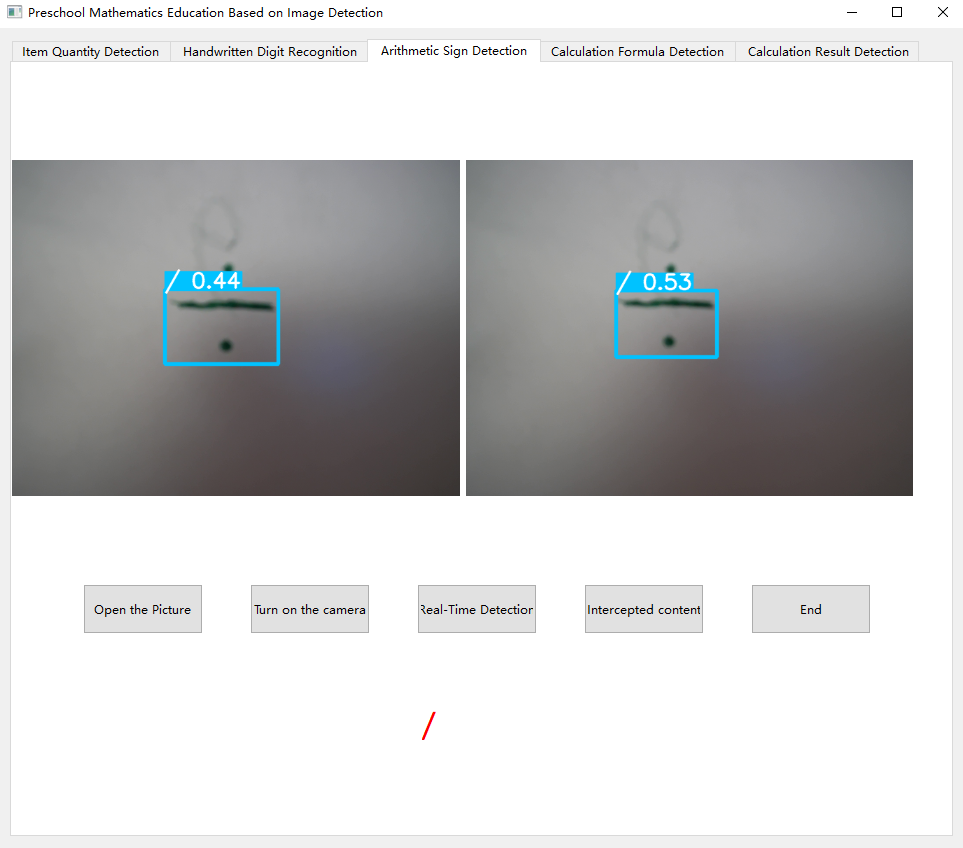 Preschool Mathematics Education Based on Image Detection
Item Quantity Detection
Handwritten Digit Recognition
Arithmetic Sign Detection
Calculation Formula Detection
Calculation Result Detection
/ 0.44
/ 0.53
Open the Picture
Turn on the camera
Real-Time Detection
Intercepted content
End
/